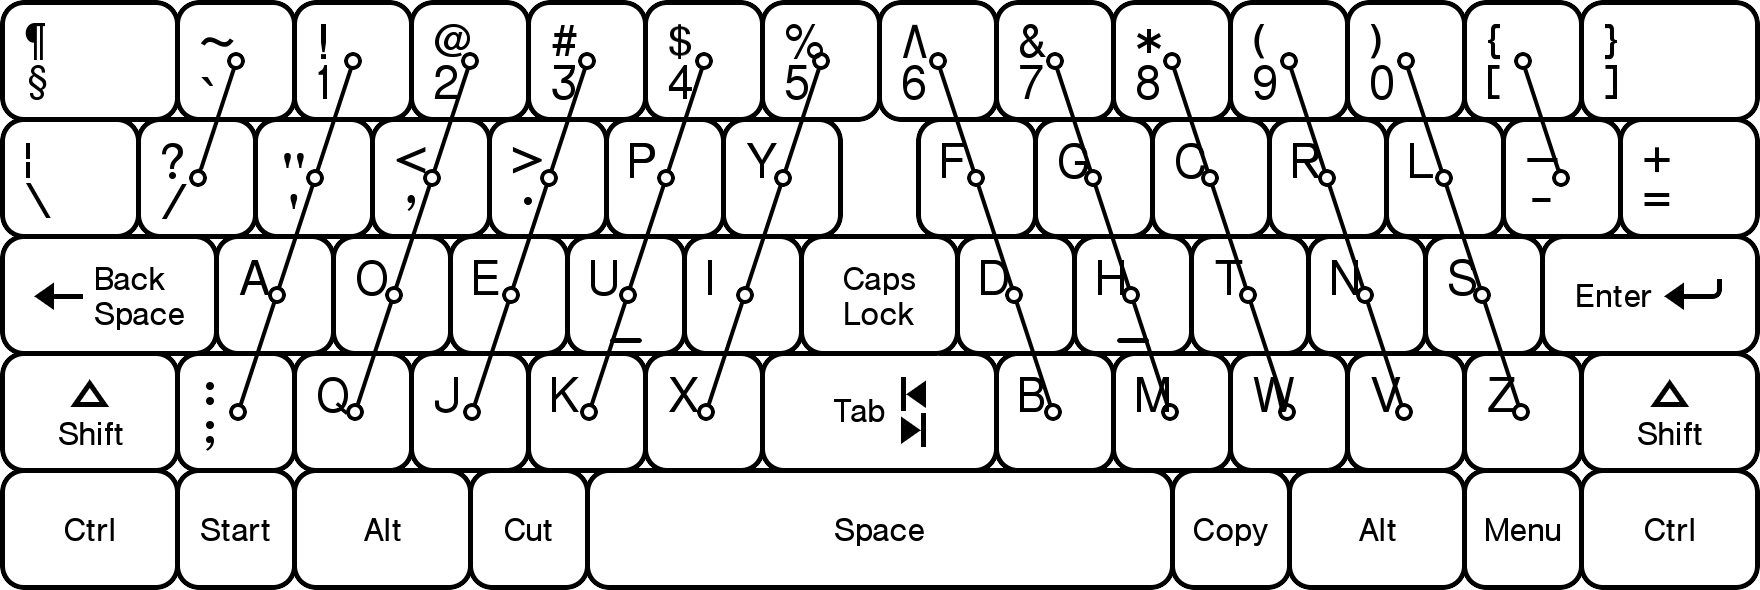 ¶ ~ ! @ # $ % Λ & * ( ) { }
§ ` 1 2 3 4 5 6 7 8 9 0 [ ]
¦ ? " < > P Y F G C R L — +
\ / ' , . - =
← Back Space A O E U I Caps Lock D H T N S Enter
Shift : Q J K X Tab B M W V Z Shift
;
Ctrl Start Alt Cut Space Copy Alt Menu Ctrl